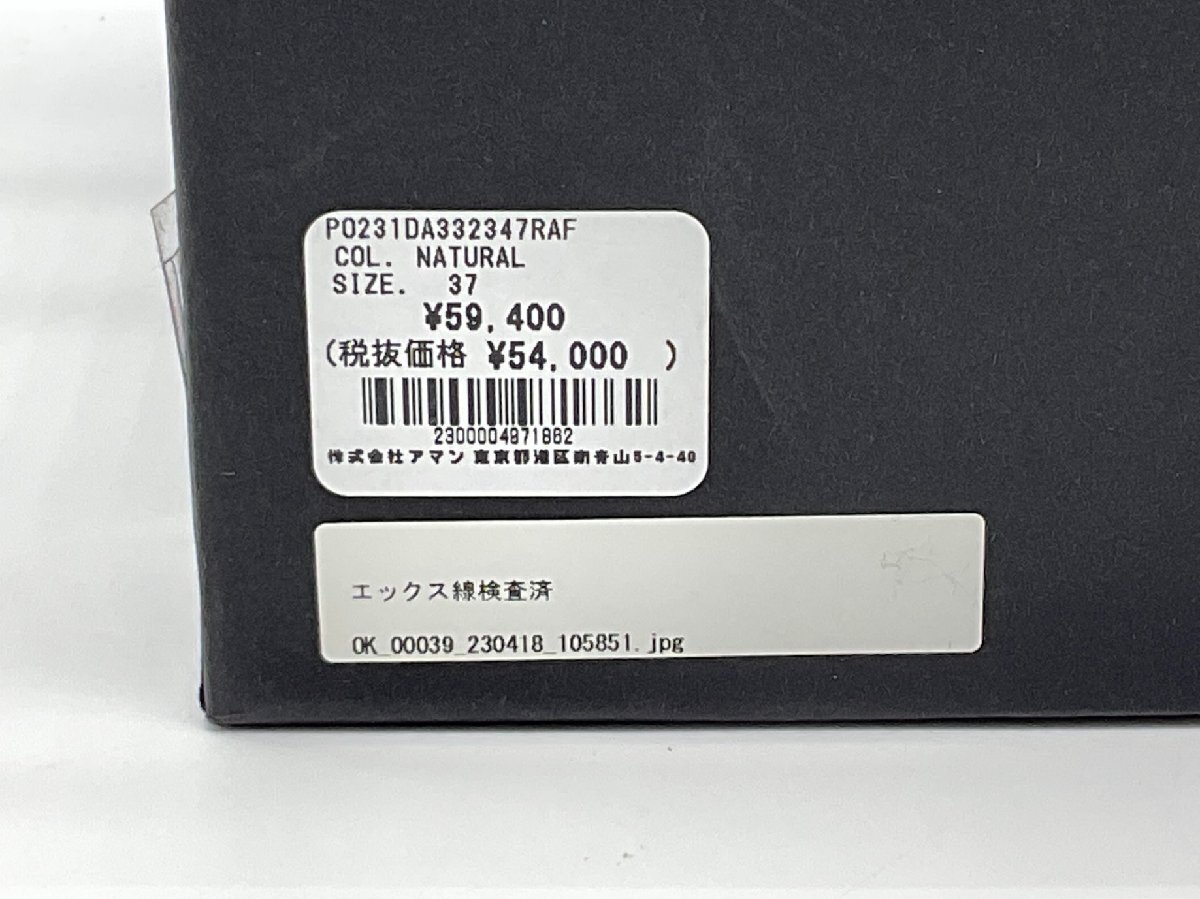 PO231DA332347RAF
COL. NATURAL
SIZE. 37
¥59,400
(税抜価格 ¥54,000 )
2300004871862
株式会社アマン 東京都港区南青山5-4-40
エックス線検査済
OK_00039_230418_105851.jpg